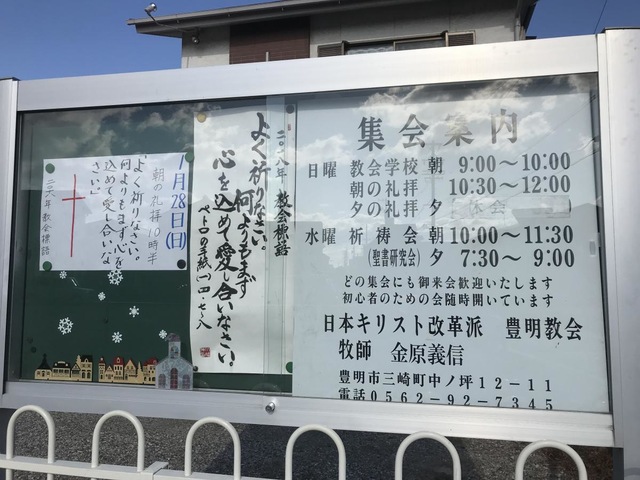 1月28日(日)
朝の礼拝 10時半
「よく祈りなさい。
何よりもまず心を
込めて愛し合いな
さい」
二〇一八年 教会標語
二〇一八年 教会標語
よく祈りなさい。
何よりもまず
心を込めて愛し合いなさい。
ペトロの手紙一 四・七、八
集会案内
日曜 教会学校 朝 9:00～10:00
朝の礼拝 10:30～12:00
夕の礼拝 夕 休会
水曜 祈祷会 朝 10:00～11:30
(聖書研究会) 夕 7:30～9:00
どの集会にも御来会歓迎いたします
初心者のための会随時開いています
日本キリスト改革派 豊明教会
牧師 金原義信
豊明市三崎町中ノ坪12-11
電話 0562-92-7345